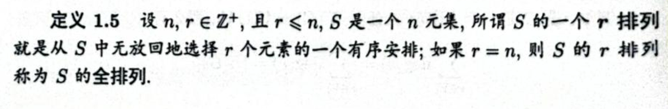 定义 1.5 设 n, r ∈ Z⁺, 且 r ⩽ n, S 是一个 n 元集, 所谓 S 的一个 r 排列
就是从 S 中无放回地选择 r 个元素的一个有序安排; 如果 r = n, 则 S 的 r 排列
称为 S 的全排列.